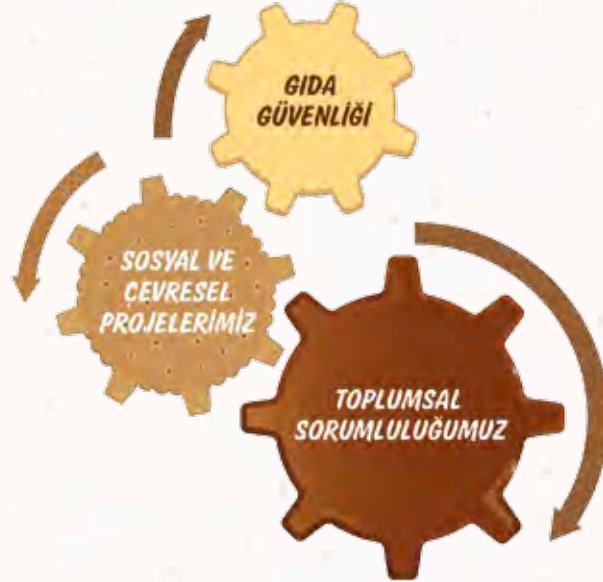 GIDA
GÜVENLİĞİ
SOSYAL VE
ÇEVRESEL
PROJELERİMİZ
TOPLUMSAL
SORUMLULUĞUMUZ